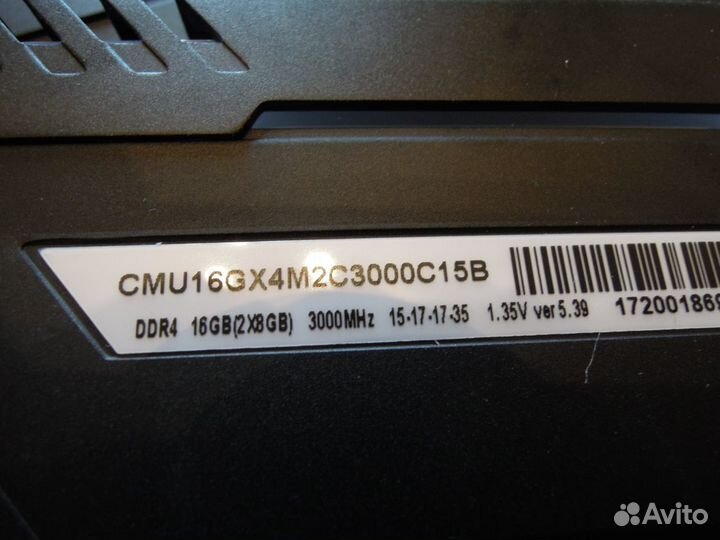 CMU16GX4M2C3000C15B
DDR4 16GB(2X8GB) 3000MHz 15-17-17-35 1.35V ver5.39
Avito